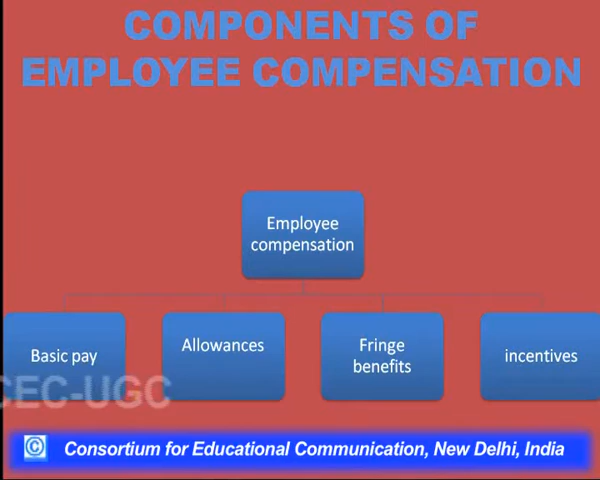 COMPONENTS OF
EMPLOYEE COMPENSATION
Employee
compensation
Basic pay
Allowances
Fringe
benefits
incentives
CEC-UGC
© Consortium for Educational Communication, New Delhi, India